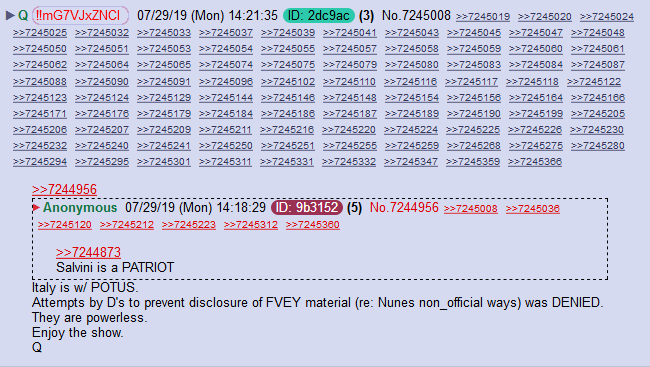 Q !!mG7VJxZNCI 07/29/19 (Mon) 14:21:35 ID: 2dc9ac (3) No.7245008 >>7245019 >>7245020 >>7245024
>>7245025 >>7245032 >>7245033 >>7245037 >>7245039 >>7245041 >>7245043 >>7245045 >>7245047 >>7245048
>>7245050 >>7245051 >>7245053 >>7245054 >>7245055 >>7245057 >>7245058 >>7245059 >>7245060 >>7245061
>>7245062 >>7245064 >>7245065 >>7245074 >>7245075 >>7245079 >>7245080 >>7245083 >>7245084 >>7245087
>>7245088 >>7245090 >>7245091 >>7245096 >>7245102 >>7245110 >>7245116 >>7245117 >>7245118 >>7245122
>>7245123 >>7245124 >>7245129 >>7245144 >>7245146 >>7245148 >>7245154 >>7245156 >>7245164 >>7245166
>>7245171 >>7245176 >>7245179 >>7245184 >>7245186 >>7245187 >>7245189 >>7245190 >>7245199 >>7245205
>>7245206 >>7245207 >>7245209 >>7245211 >>7245216 >>7245220 >>7245224 >>7245225 >>7245226 >>7245230
>>7245232 >>7245240 >>7245241 >>7245250 >>7245251 >>7245255 >>7245259 >>7245268 >>7245275 >>7245280
>>7245294 >>7245295 >>7245301 >>7245311 >>7245331 >>7245332 >>7245347 >>7245359 >>7245366
>>7244956
Anonymous 07/29/19 (Mon) 14:18:29 ID: 9b3152 (5) No.7244956 >>7245008 >>7245036
>>7245120 >>7245212 >>7245223 >>7245312 >>7245360
>>7244873
Salvini is a PATRIOT
Italy is w/ POTUS.
Attempts by D's to prevent disclosure of FVEY material (re: Nunes non_official ways) was DENIED.
They are powerless.
Enjoy the show.
Q